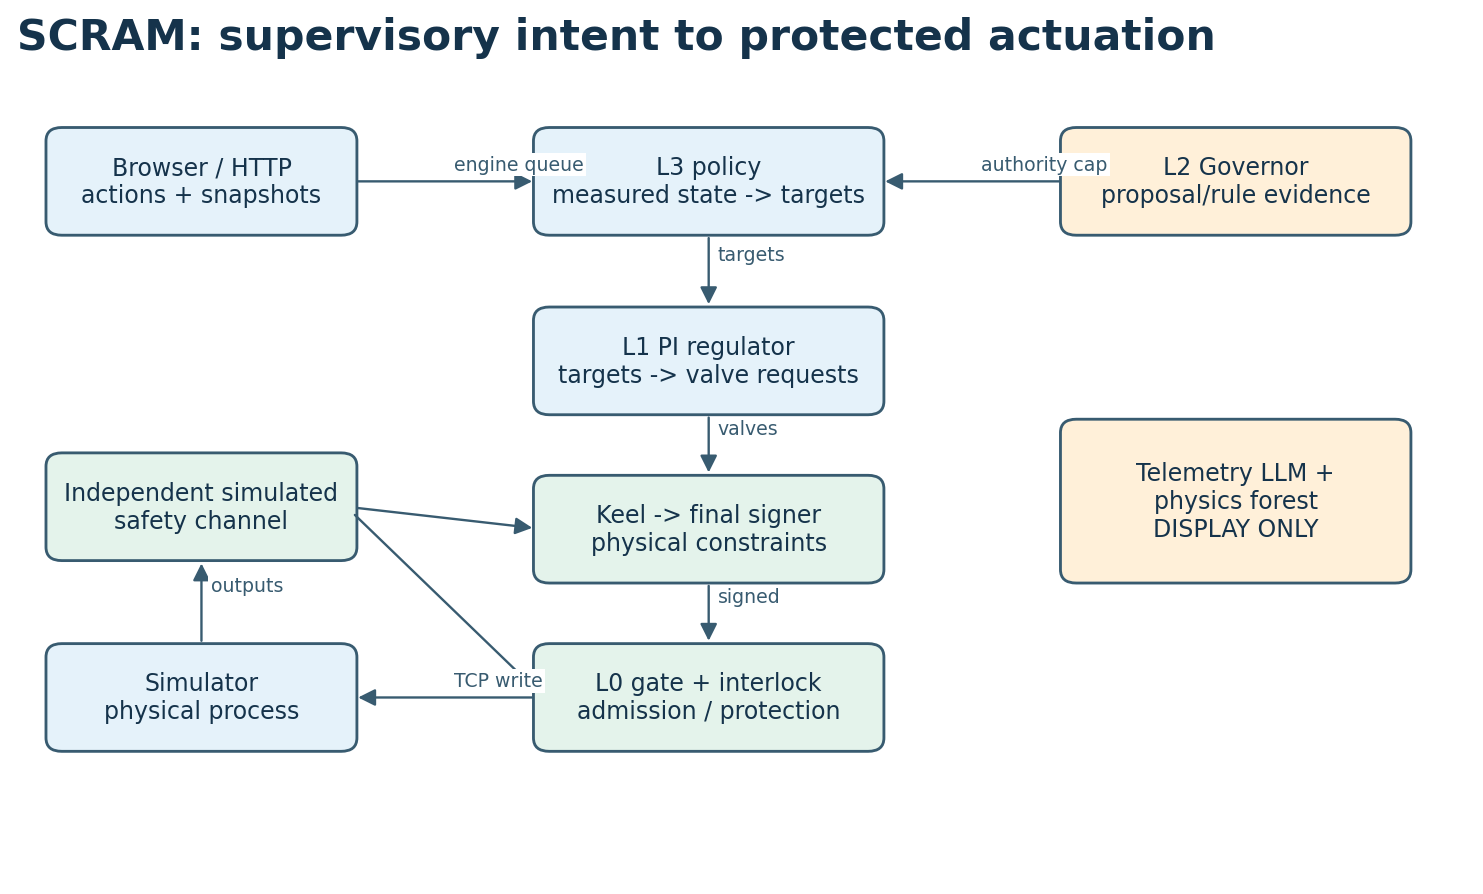 SCRAM: supervisory intent to protected actuation
Browser / HTTP
actions + snapshots
engine queue
L3 policy
measured state -> targets
authority cap
L2 Governor
proposal/rule evidence
targets
L1 PI regulator
targets -> valve requests
valves
Independent simulated
safety channel
Keel -> final signer
physical constraints
Telemetry LLM +
physics forest
DISPLAY ONLY
outputs
signed
Simulator
physical process
TCP write
L0 gate + interlock
admission / protection